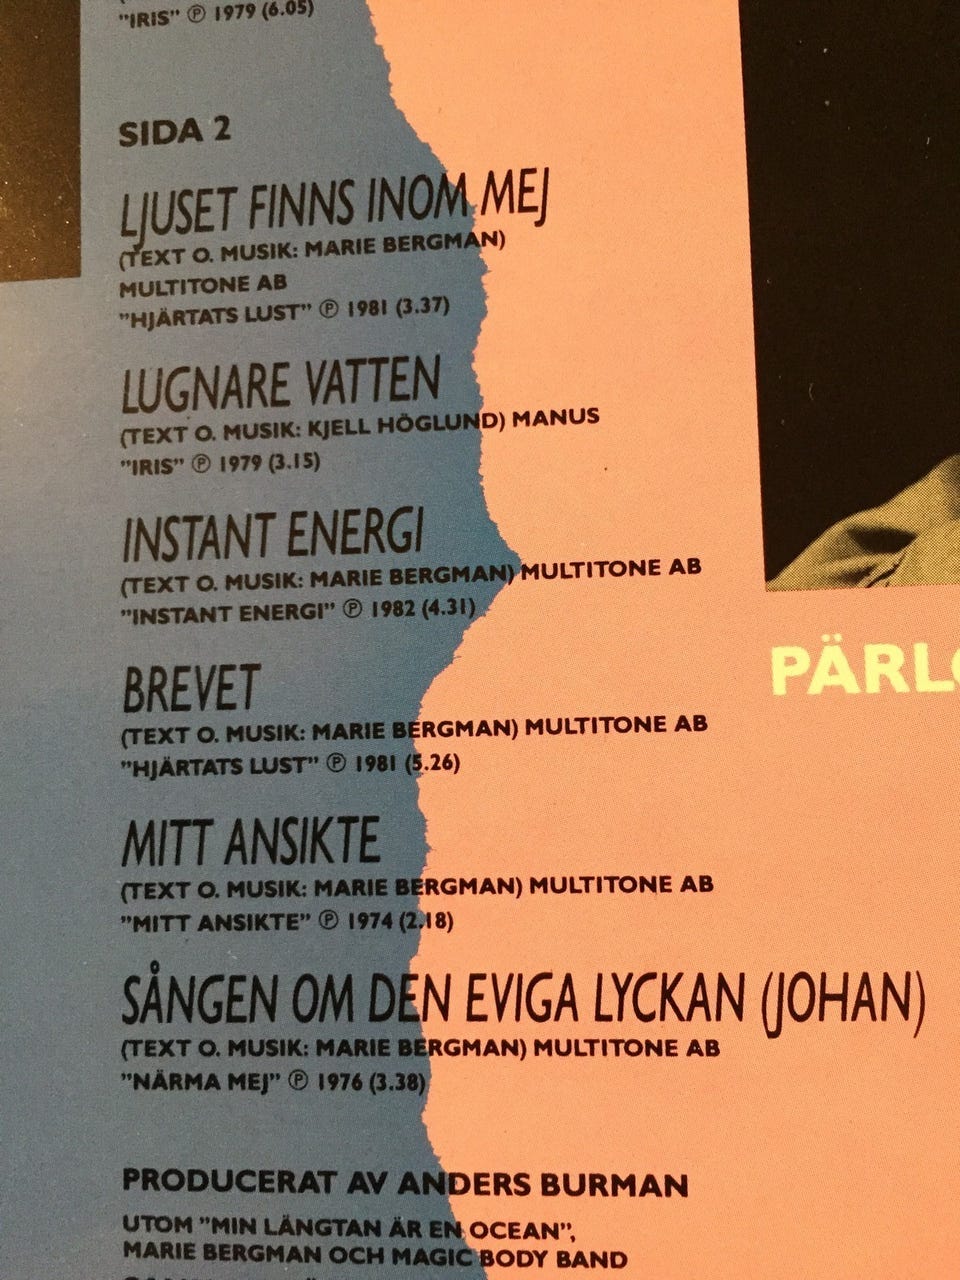 "IRIS" ℗ 1979 (6.05)
SIDA 2
LJUSET FINNS INOM MEJ
(TEXT O. MUSIK: MARIE BERGMAN)
MULTITONE AB
"HJÄRTATS LUST" ℗ 1981 (3.37)
LUGNARE VATTEN
(TEXT O. MUSIK: KJELL HÖGLUND) MANUS
"IRIS" ℗ 1979 (3.15)
INSTANT ENERGI
(TEXT O. MUSIK: MARIE BERGMAN) MULTITONE AB
"INSTANT ENERGI" ℗ 1982 (4.31)
BREVET
(TEXT O. MUSIK: MARIE BERGMAN) MULTITONE AB
"HJÄRTATS LUST" ℗ 1981 (5.26)
MITT ANSIKTE
(TEXT O. MUSIK: MARIE BERGMAN) MULTITONE AB
"MITT ANSIKTE" ℗ 1974 (2.18)
SÅNGEN OM DEN EVIGA LYCKAN (JOHAN)
(TEXT O. MUSIK: MARIE BERGMAN) MULTITONE AB
"NÄRMA MEJ" ℗ 1976 (3.38)
PRODUCERAT AV ANDERS BURMAN
UTOM "MIN LÄNGTAN ÄR EN OCEAN",
MARIE BERGMAN OCH MAGIC BODY BAND
PÄRLO